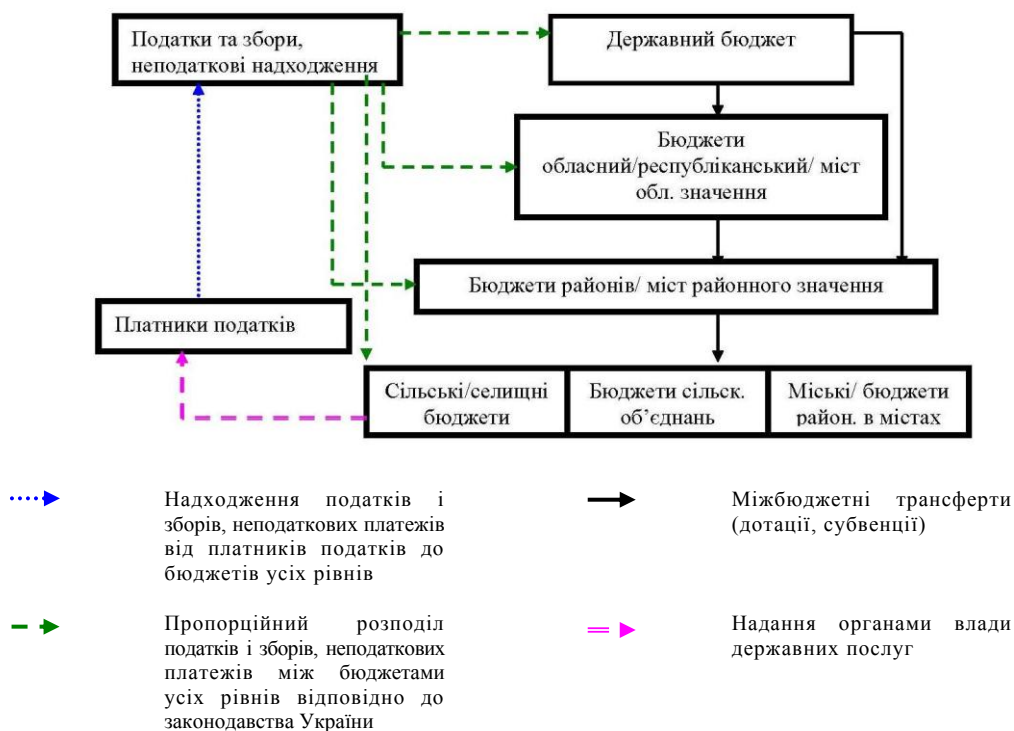 Податки та збори,
неподаткові надходження
Державний бюджет
Бюджети
обласний/республіканський/ міст
обл. значення
Бюджети районів/ міст районного значення
Платники податків
Сільські/селищні
бюджети
Бюджети сільск.
об’єднань
Міські/ бюджети
район. в містах
Надходження податків і
зборів, неподаткових платежів
від платників податків до
бюджетів усіх рівнів
Міжбюджетні трансферти
(дотації, субвенції)
Пропорційний розподіл
податків і зборів, неподаткових
платежів між бюджетами
усіх рівнів відповідно до
законодавства України
Надання органами влади
державних послуг